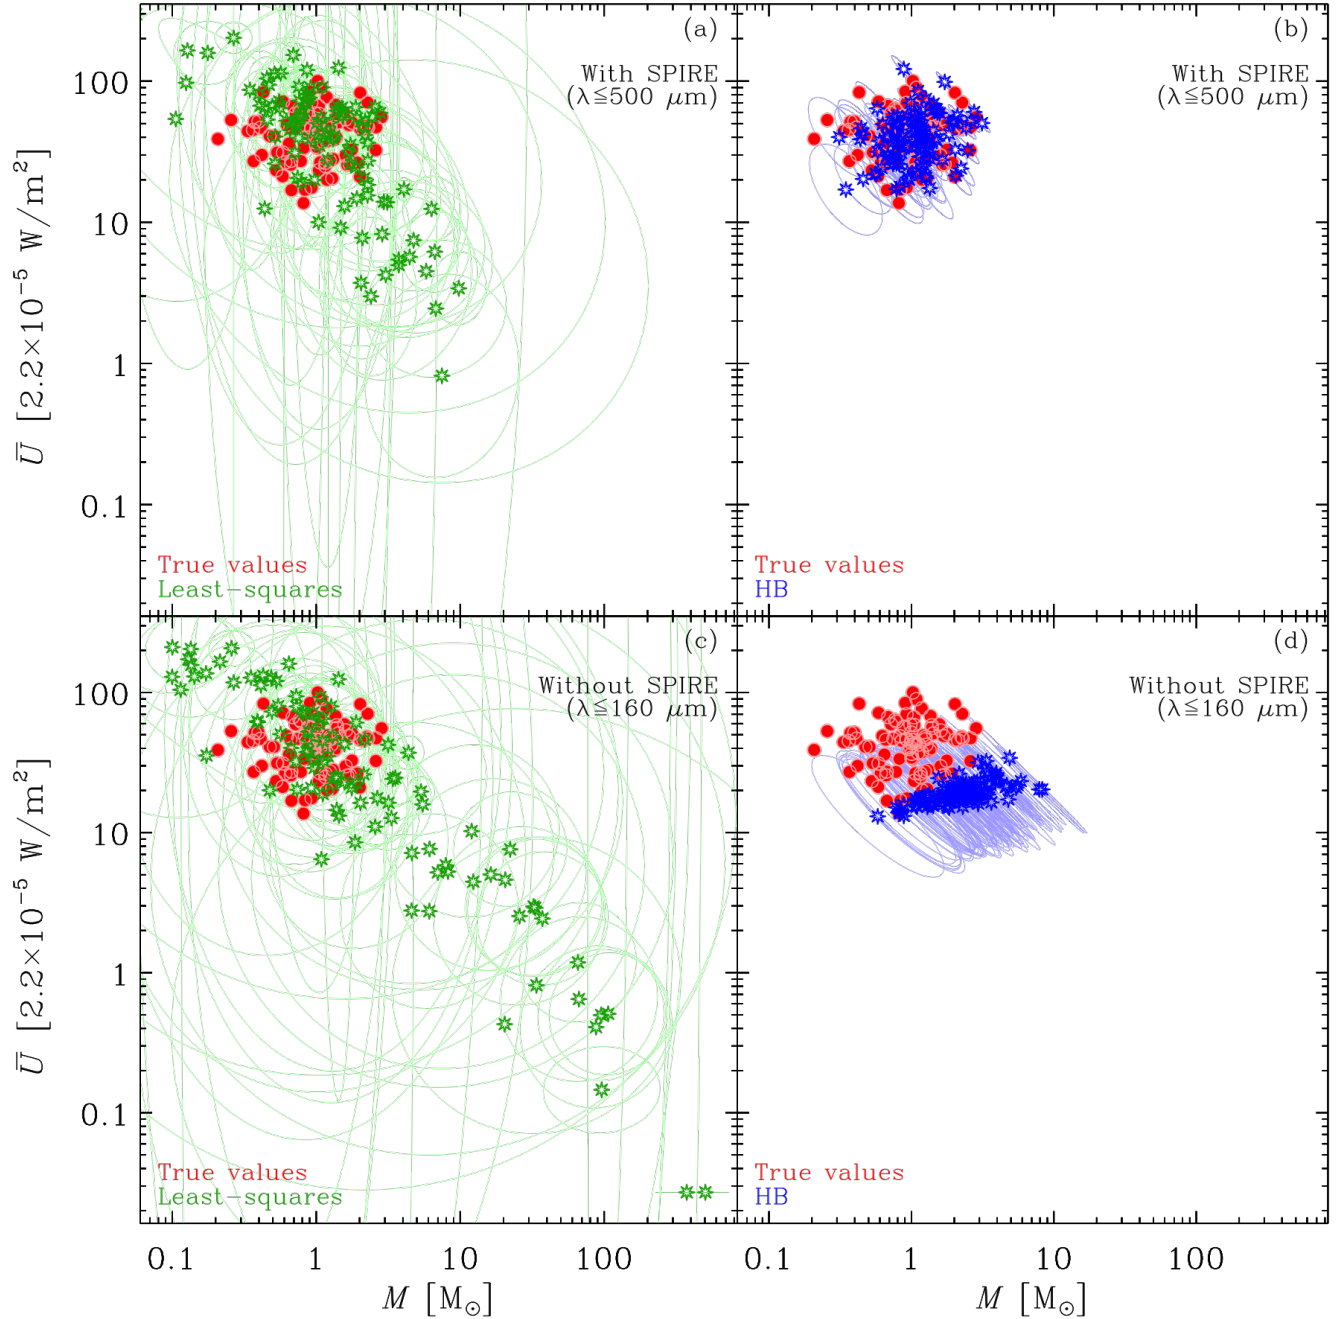 (a)
With SPIRE
(λ≦500 μm)
100
10
1
0.1
U̅ [2.2×10⁻⁵ W/m²]
True values
Least-squares
(b)
With SPIRE
(λ≦500 μm)
True values
HB
(c)
Without SPIRE
(λ≦160 μm)
100
10
1
0.1
U̅ [2.2×10⁻⁵ W/m²]
True values
Least-squares
0.1 1 10 100
M [M☉]
(d)
Without SPIRE
(λ≦160 μm)
True values
HB
0.1 1 10 100
M [M☉]